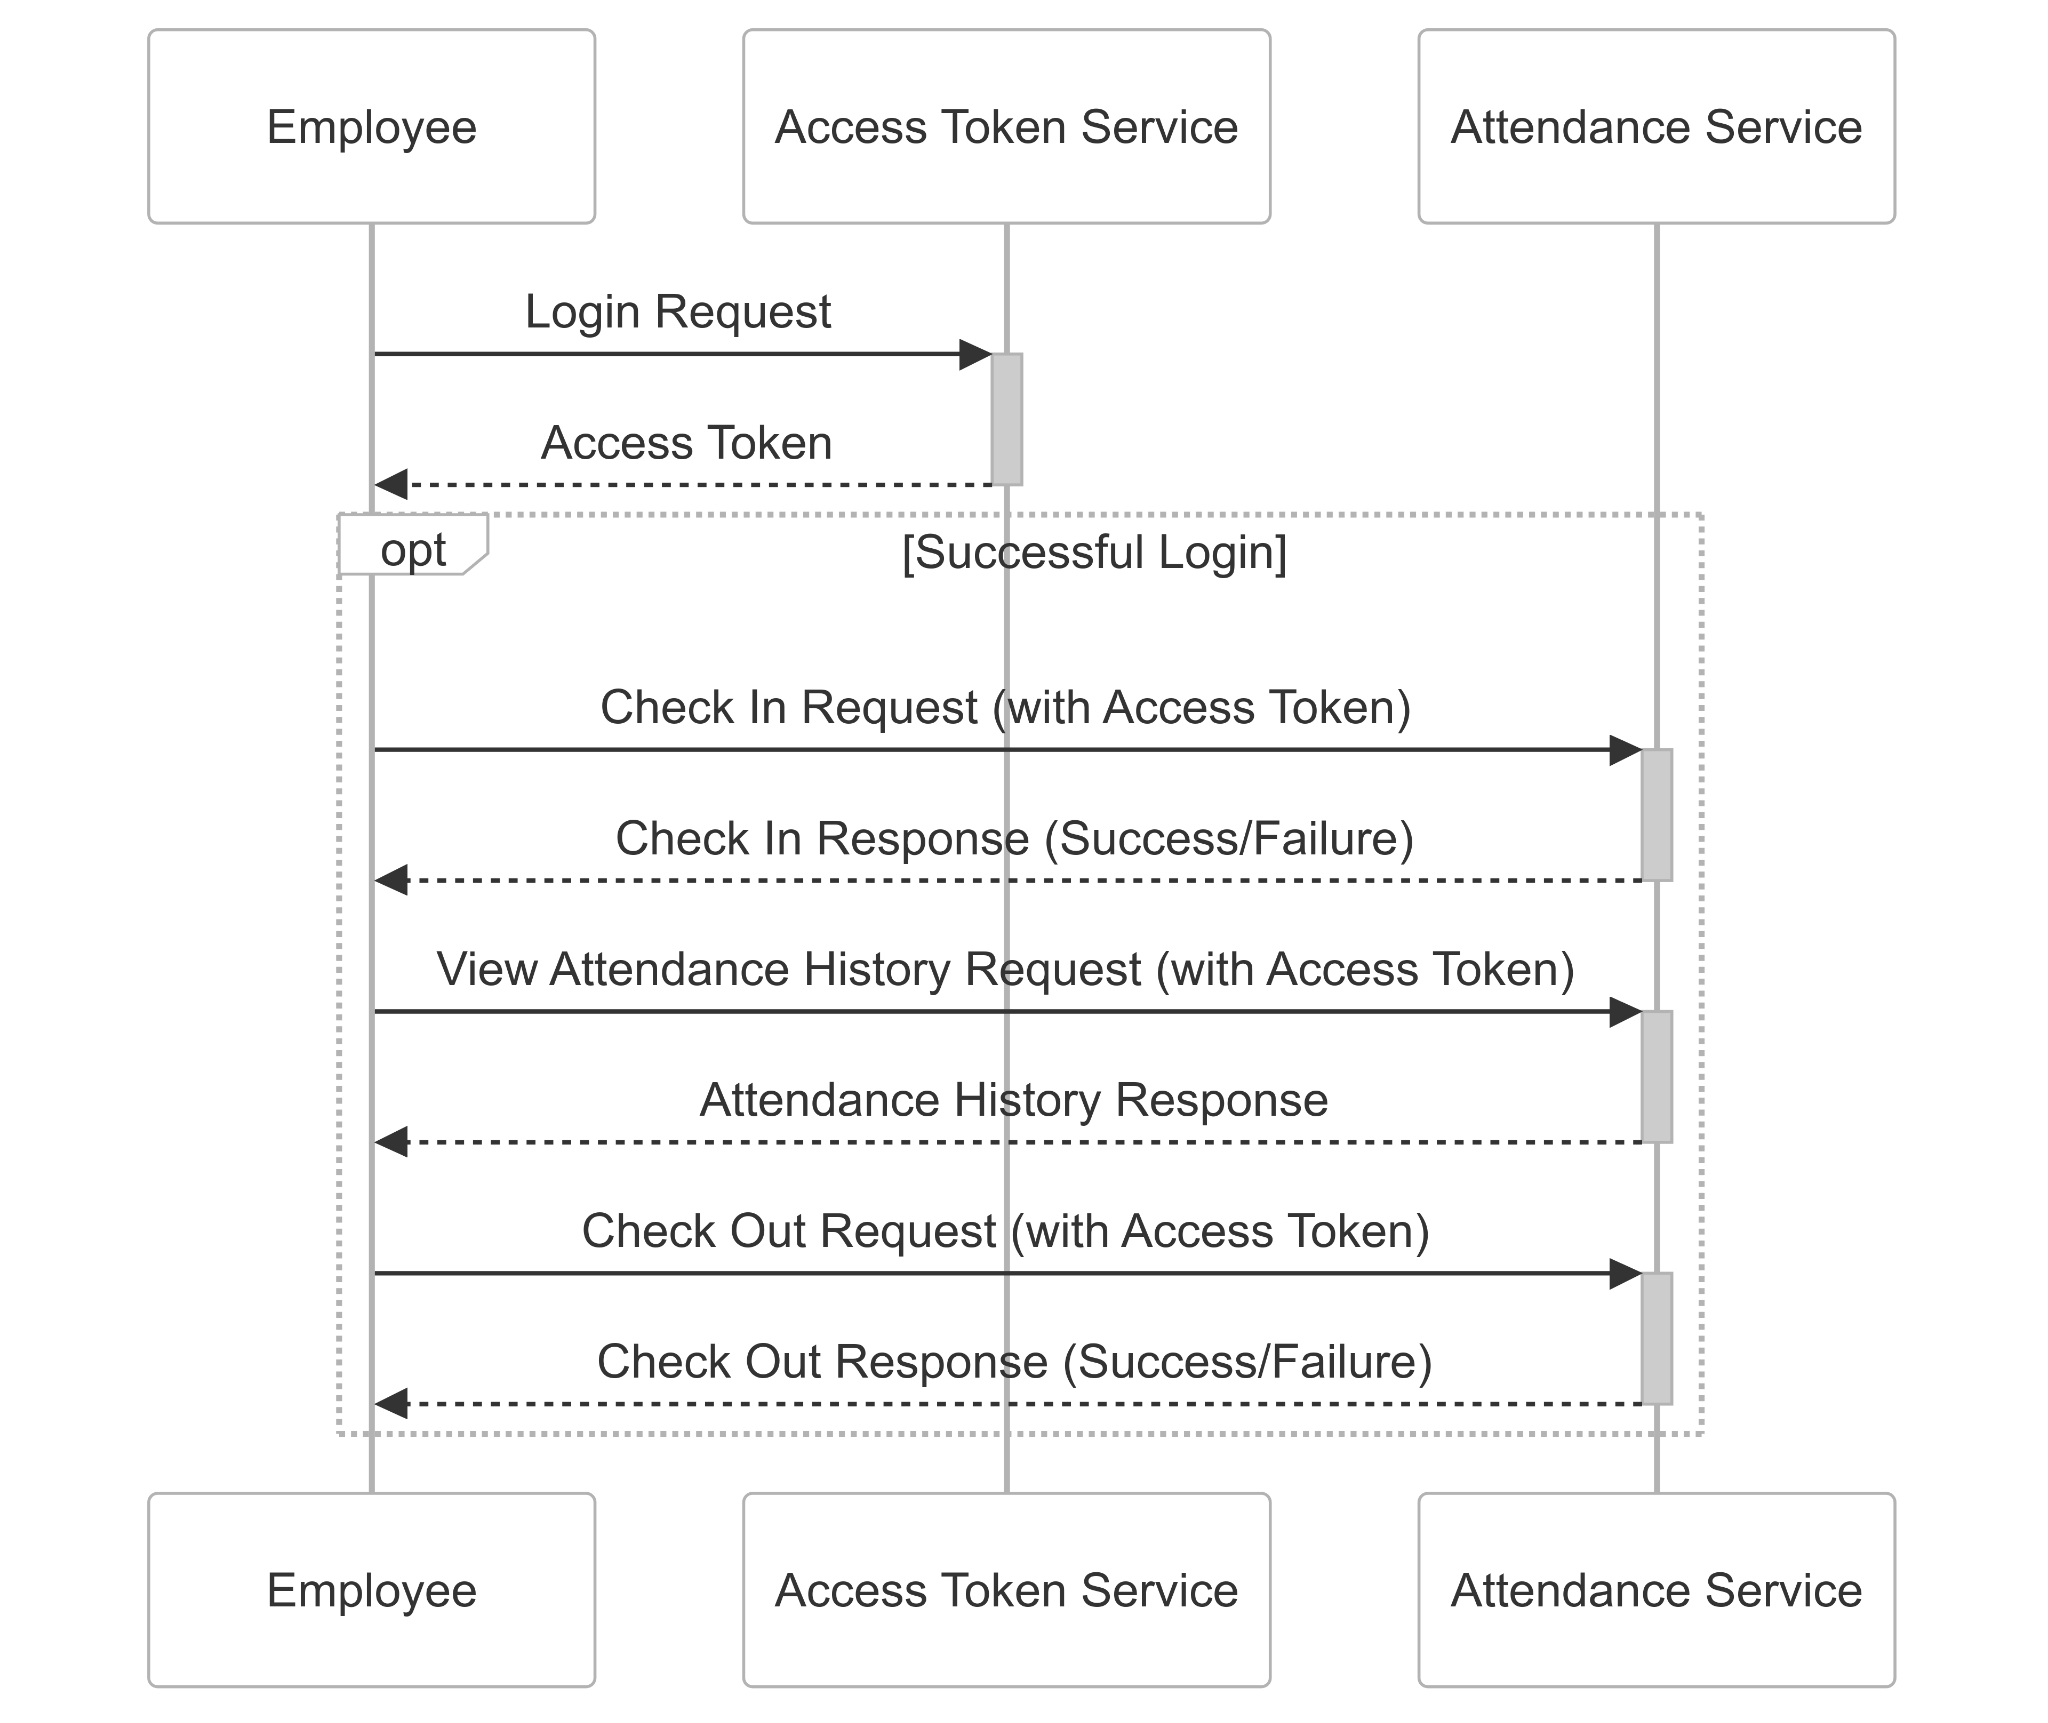 Employee
Access Token Service
Attendance Service
Login Request
Access Token
opt
[Successful Login]
Check In Request (with Access Token)
Check In Response (Success/Failure)
View Attendance History Request (with Access Token)
Attendance History Response
Check Out Request (with Access Token)
Check Out Response (Success/Failure)
Employee
Access Token Service
Attendance Service